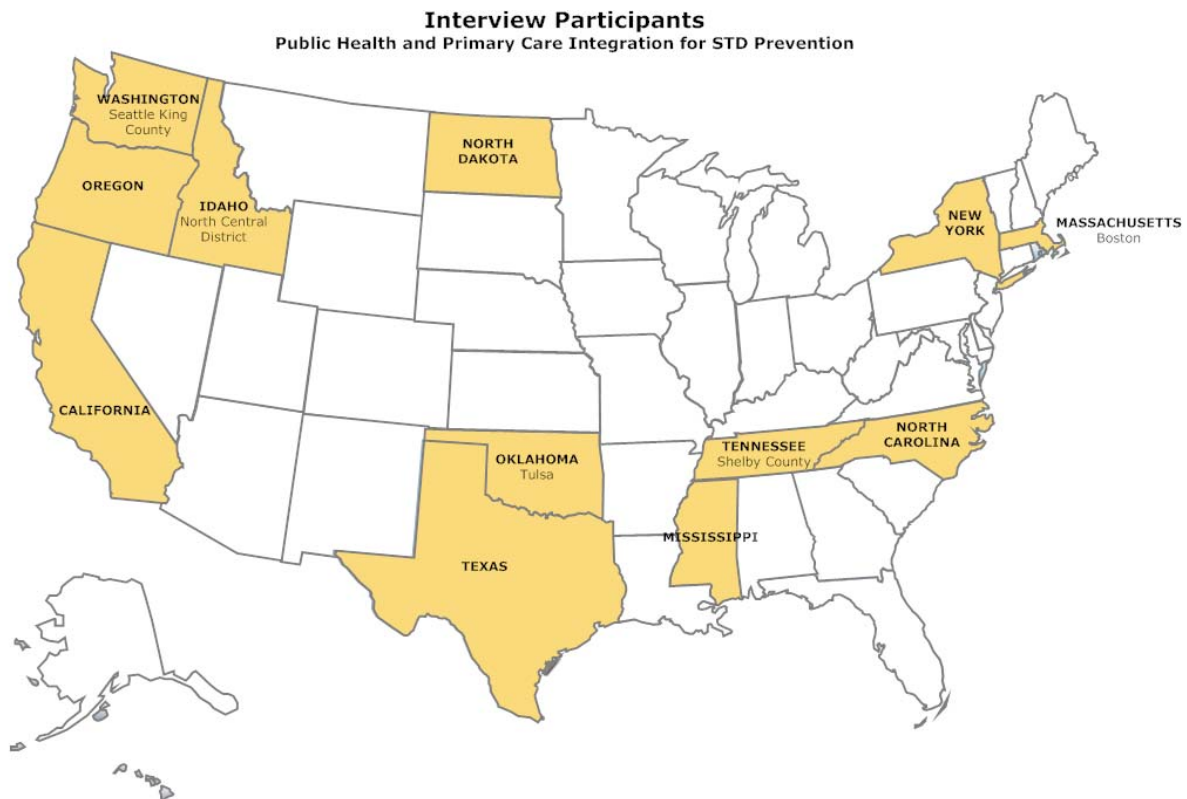 Interview Participants
Public Health and Primary Care Integration for STD Prevention
WASHINGTON
Seattle King
County
OREGON
IDAHO
North Central
District
NORTH
DAKOTA
NEW
YORK
MASSACHUSETTS
Boston
CALIFORNIA
OKLAHOMA
Tulsa
TENNESSEE
Shelby County
NORTH
CAROLINA
MISSISSIPPI
TEXAS